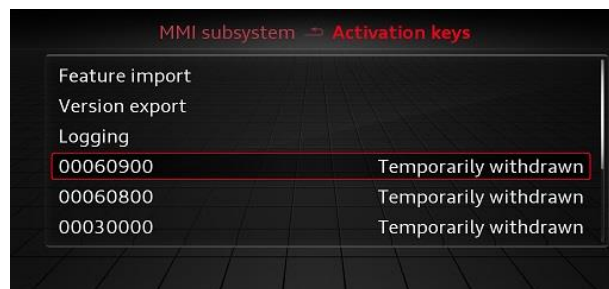 MMI subsystem Activation keys
Feature import
Version export
Logging
00060900 Temporarily withdrawn
00060800 Temporarily withdrawn
00030000 Temporarily withdrawn